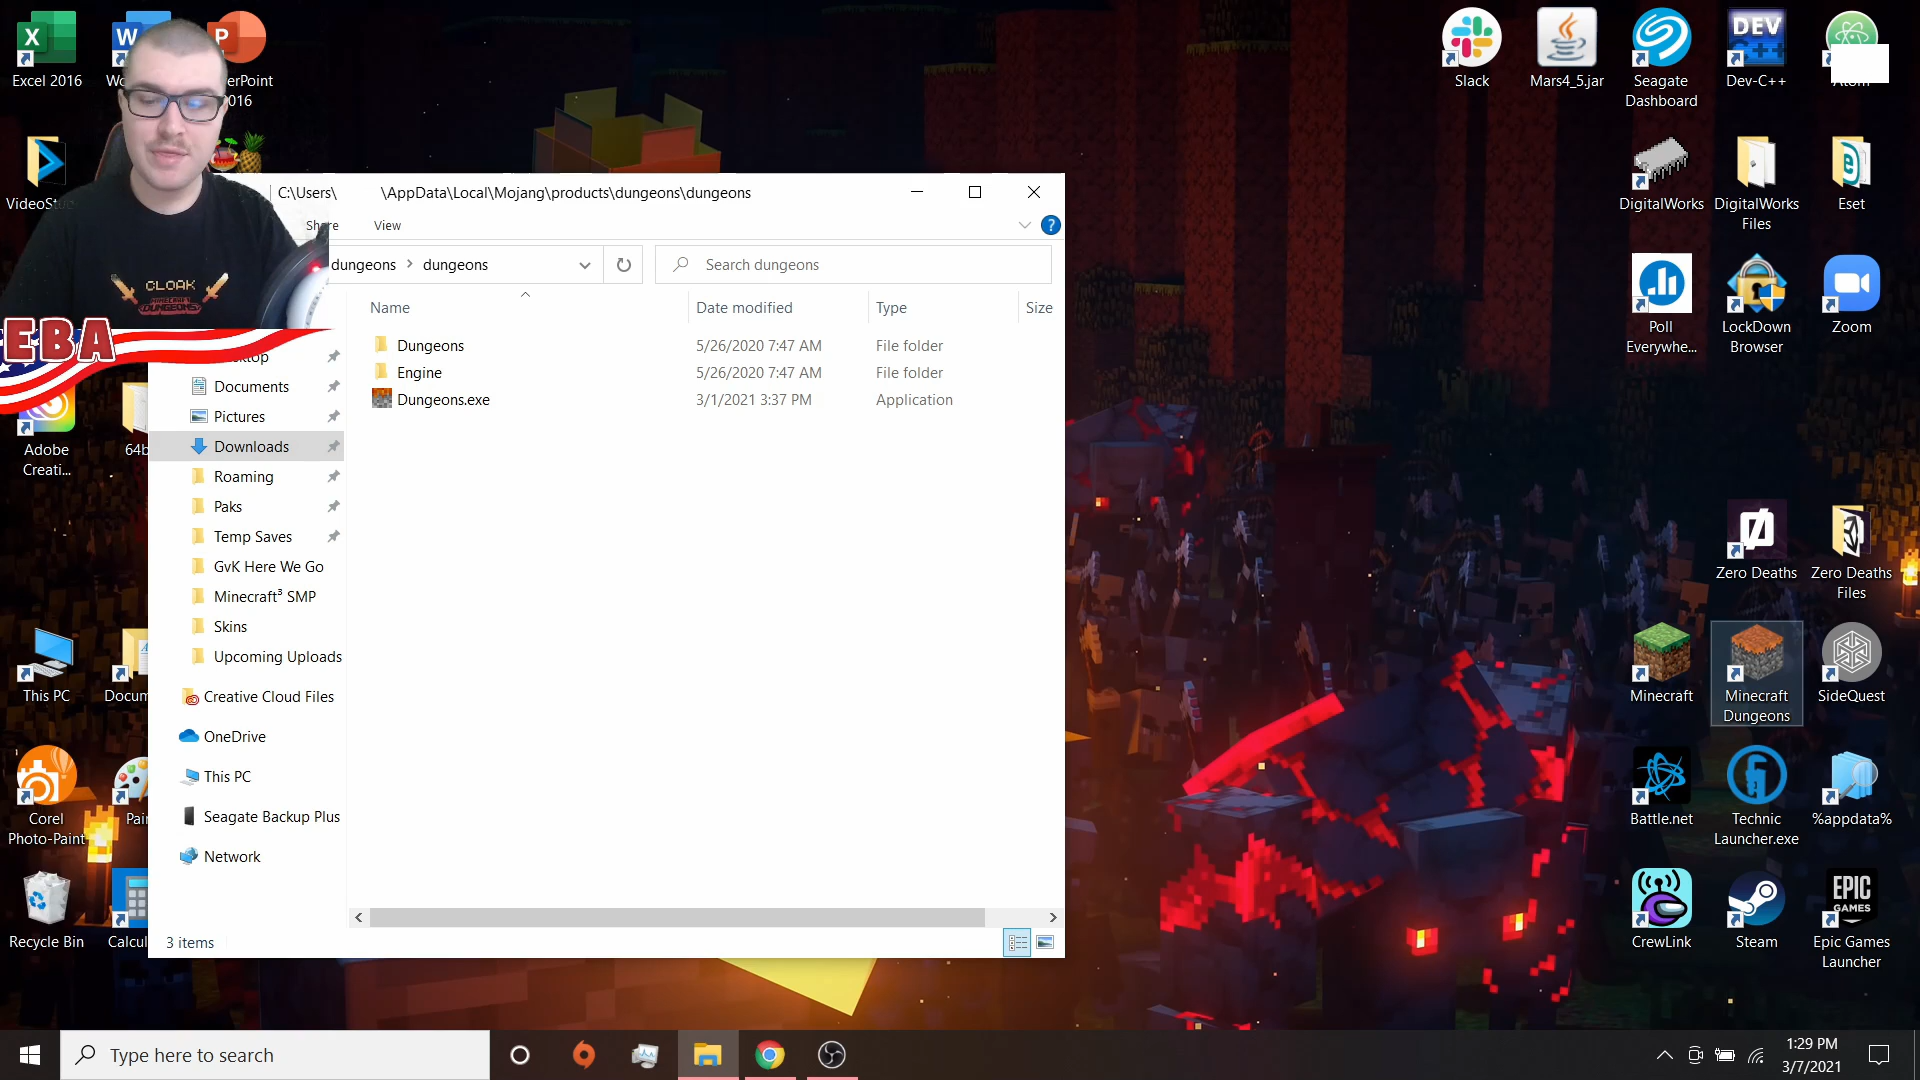 Excel 2016
2016
CLOAK
MINECRAFT
DUNGEONS
EBA
C:\Users\ \AppData\Local\Mojang\products\dungeons\dungeons
Share
View
dungeons > dungeons
Search dungeons
Name
Date modified
Type
Size
Dungeons
5/26/2020 7:47 AM
File folder
Engine
5/26/2020 7:47 AM
File folder
Dungeons.exe
3/1/2021 3:37 PM
Application
Documents
Pictures
Downloads
Roaming
Paks
Temp Saves
GvK Here We Go
Minecraft³ SMP
Skins
Upcoming Uploads
Creative Cloud Files
OneDrive
This PC
Seagate Backup Plus
Network
3 items
Adobe
Creati...
64b
This PC
Docum
Corel
Photo-Paint
Pain
Recycle Bin
Calcul
Slack
Mars4_5.jar
Seagate
Dashboard
DEV
Dev-C++
DigitalWorks
DigitalWorks
Files
Eset
Poll
Everywhe...
LockDown
Browser
Zoom
Zero Deaths
Zero Deaths
Files
Minecraft
Minecraft
Dungeons
SideQuest
Battle.net
Technic
Launcher.exe
%appdata%
CrewLink
Steam
EPIC
GAMES
Epic Games
Launcher
Type here to search
1:29 PM
3/7/2021